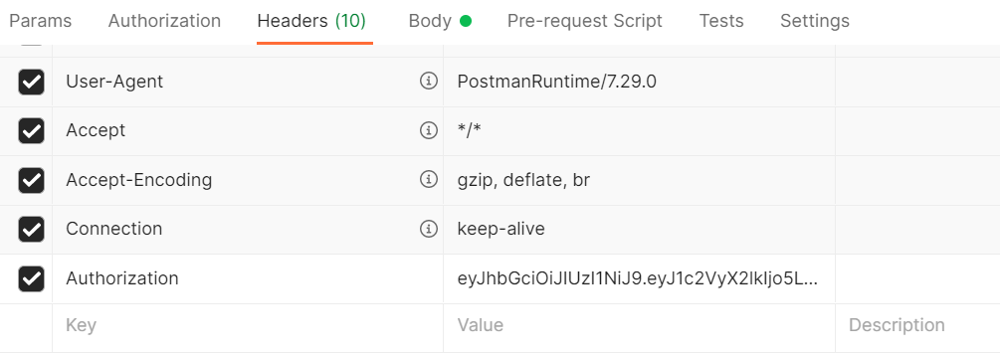 Params Authorization Headers (10) Body Pre-request Script Tests Settings
User-Agent PostmanRuntime/7.29.0
Accept */*
Accept-Encoding gzip, deflate, br
Connection keep-alive
Authorization eyJhbGciOiJIUzI1NiJ9.eyJ1c2VyX2lkIjo5L...
Key Value Description